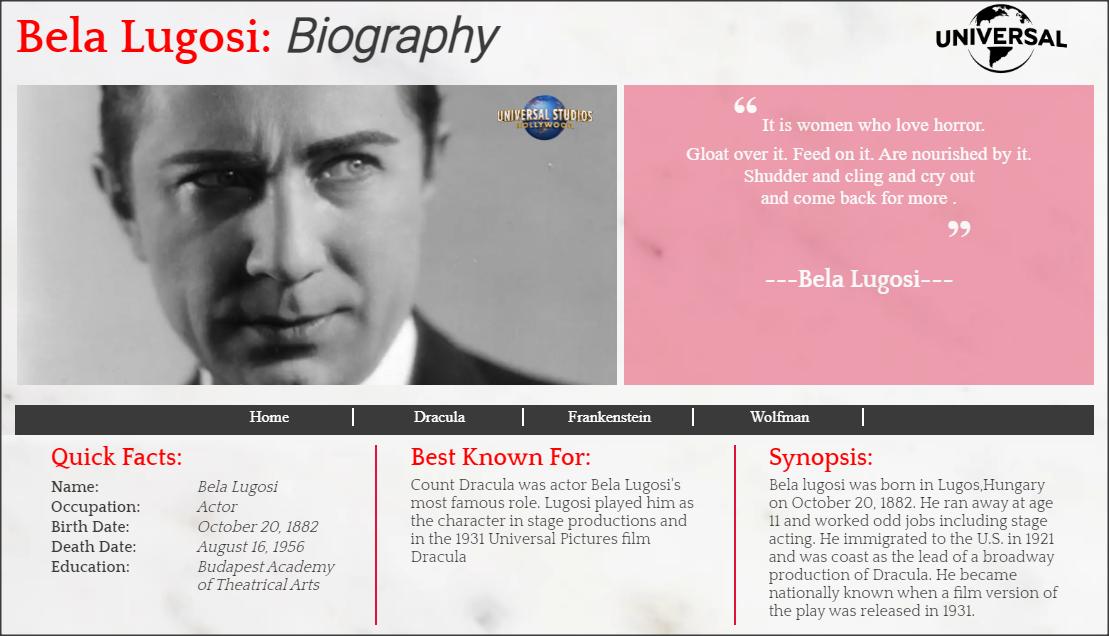 Bela Lugosi: Biography
UNIVERSAL
UNIVERSAL STUDIOS
HOLLYWOOD
“ It is women who love horror.
Gloat over it. Feed on it. Are nourished by it.
Shudder and cling and cry out
and come back for more .
”
---Bela Lugosi---
Home Dracula Frankenstein Wolfman
Quick Facts:
Name: Bela Lugosi
Occupation: Actor
Birth Date: October 20, 1882
Death Date: August 16, 1956
Education: Budapest Academy
of Theatrical Arts
Best Known For:
Count Dracula was actor Bela Lugosi's
most famous role. Lugosi played him as
the character in stage productions and
in the 1931 Universal Pictures film
Dracula
Synopsis:
Bela lugosi was born in Lugos,Hungary
on October 20, 1882. He ran away at age
11 and worked odd jobs including stage
acting. He immigrated to the U.S. in 1921
and was coast as the lead of a broadway
production of Dracula. He became
nationally known when a film version of
the play was released in 1931.